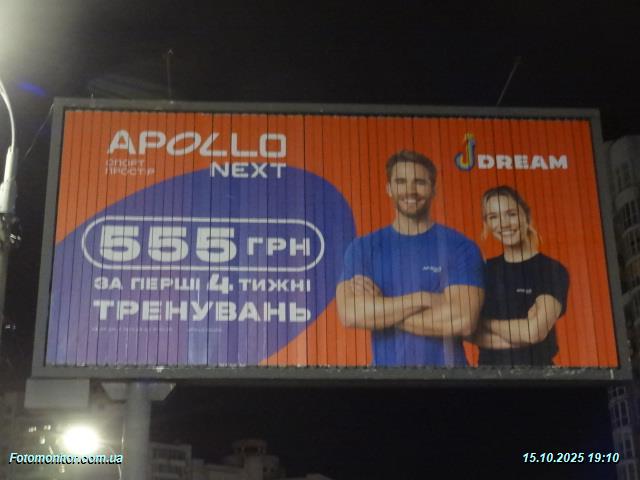 APOLLO
NEXT
СПОРТ
ПРОСТІР
DREAM
555 ГРН
ЗА ПЕРШІ 4 ТИЖНІ
ТРЕНУВАНЬ
APOLLO
Fotomonitor.com.ua
15.10.2025 19:10